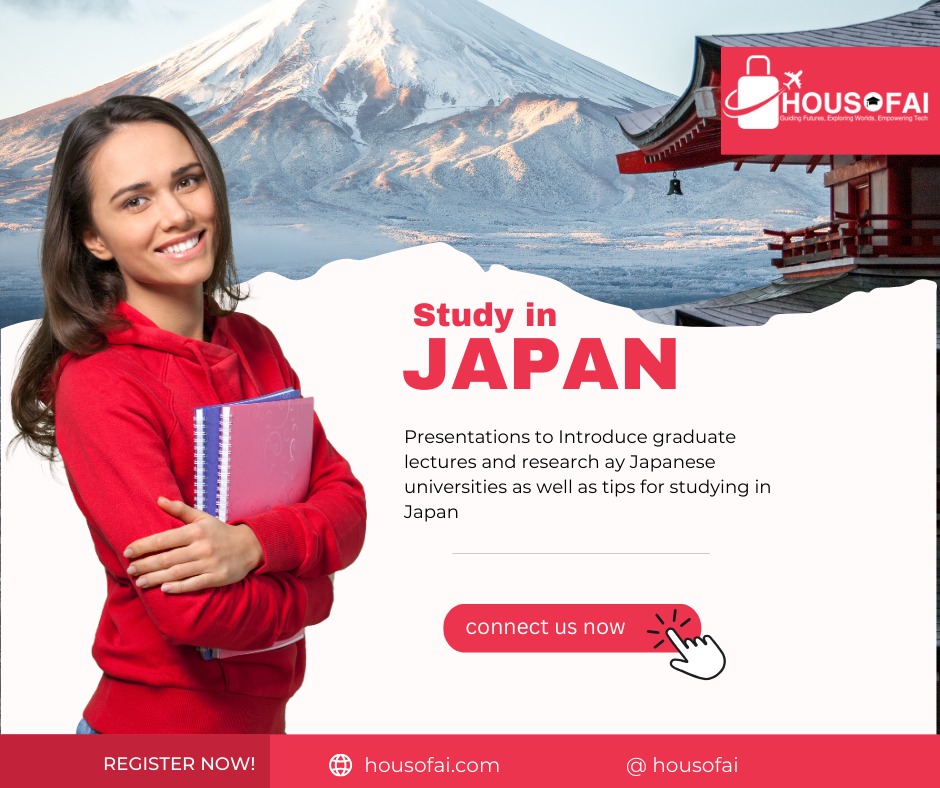 HOUSOFAI
Guiding Futures, Exploring Worlds, Empowering Tech
Study in
JAPAN
Presentations to Introduce graduate
lectures and research ay Japanese
universities as well as tips for studying in
Japan
connect us now
REGISTER NOW!
housofai.com
@ housofai